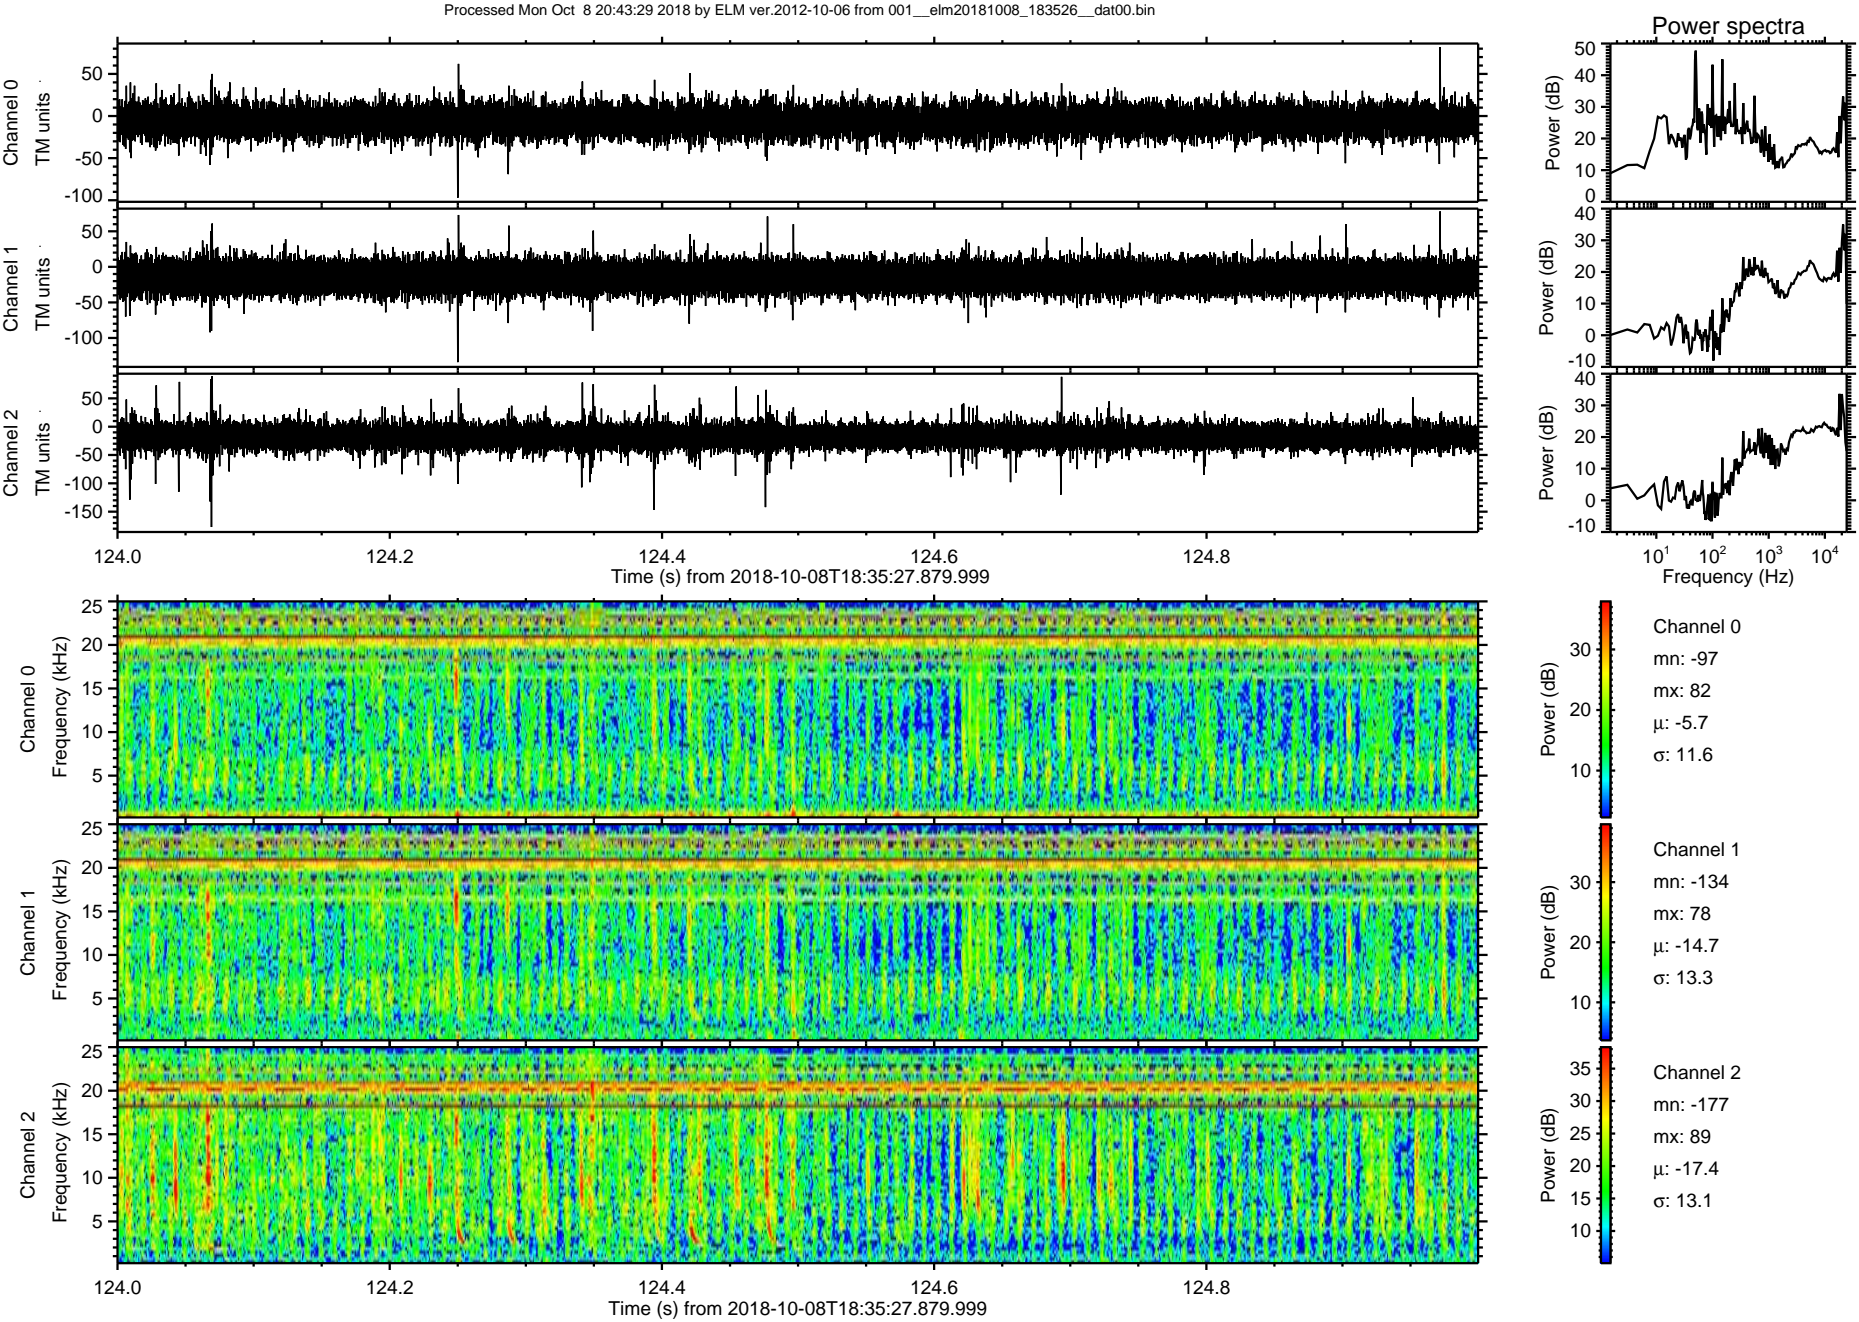 Processed Mon Oct  8 20:43:29 2018 by ELM ver.2012-10-06 from 001__elm20181008_183526__dat00.bin
Power spectra
Channel 0
TM units
50
0
-50
-100
Power (dB)
50
40
30
20
10
0
Channel 1
TM units
50
0
-50
-100
Power (dB)
40
30
20
10
0
-10
Channel 2
TM units
50
0
-50
-100
-150
Power (dB)
40
30
20
10
0
-10
124.0 124.2 124.4 124.6 124.8
Time (s) from 2018-10-08T18:35:27.879.999
10^1 10^2 10^3 10^4
Frequency (Hz)
Channel 0
Frequency (kHz)
25
20
15
10
5
Power (dB)
30
20
10
Channel 0
mn: -97
mx: 82
μ: -5.7
σ: 11.6
Channel 1
Frequency (kHz)
25
20
15
10
5
Power (dB)
30
20
10
Channel 1
mn: -134
mx: 78
μ: -14.7
σ: 13.3
Channel 2
Frequency (kHz)
25
20
15
10
5
Power (dB)
35
30
25
20
15
10
Channel 2
mn: -177
mx: 89
μ: -17.4
σ: 13.1
124.0 124.2 124.4 124.6 124.8
Time (s) from 2018-10-08T18:35:27.879.999